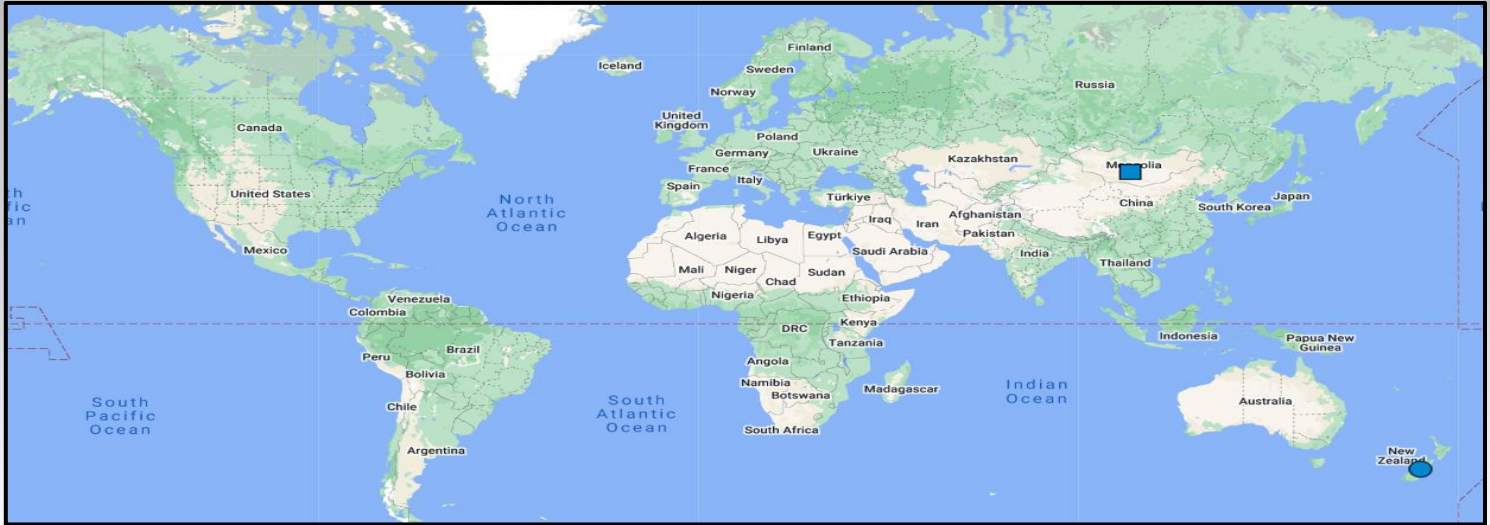 Finland
Iceland
Sweden
Russia
Norway
United
Kingdom
Canada
Poland
Germany
Ukraine
Kazakhstan
France
Italy
Spain
United States
Türkiye
North
Atlantic
Ocean
China
Japan
South Korea
Afghanistan
Iraq
Iran
Pakistan
Algeria
Libya
Egypt
Mexico
Saudi Arabia
India
Thailand
Mali
Niger
Sudan
Chad
Nigeria
Ethiopia
Venezuela
Colombia
Kenya
DRC
Tanzania
Indonesia
Papua New
Guinea
Brazil
Peru
Angola
Bolivia
Namibia
Botswana
Madagascar
Indian
Ocean
Chile
South
Pacific
Ocean
South
Atlantic
Ocean
Australia
South Africa
Argentina
New
Zealand